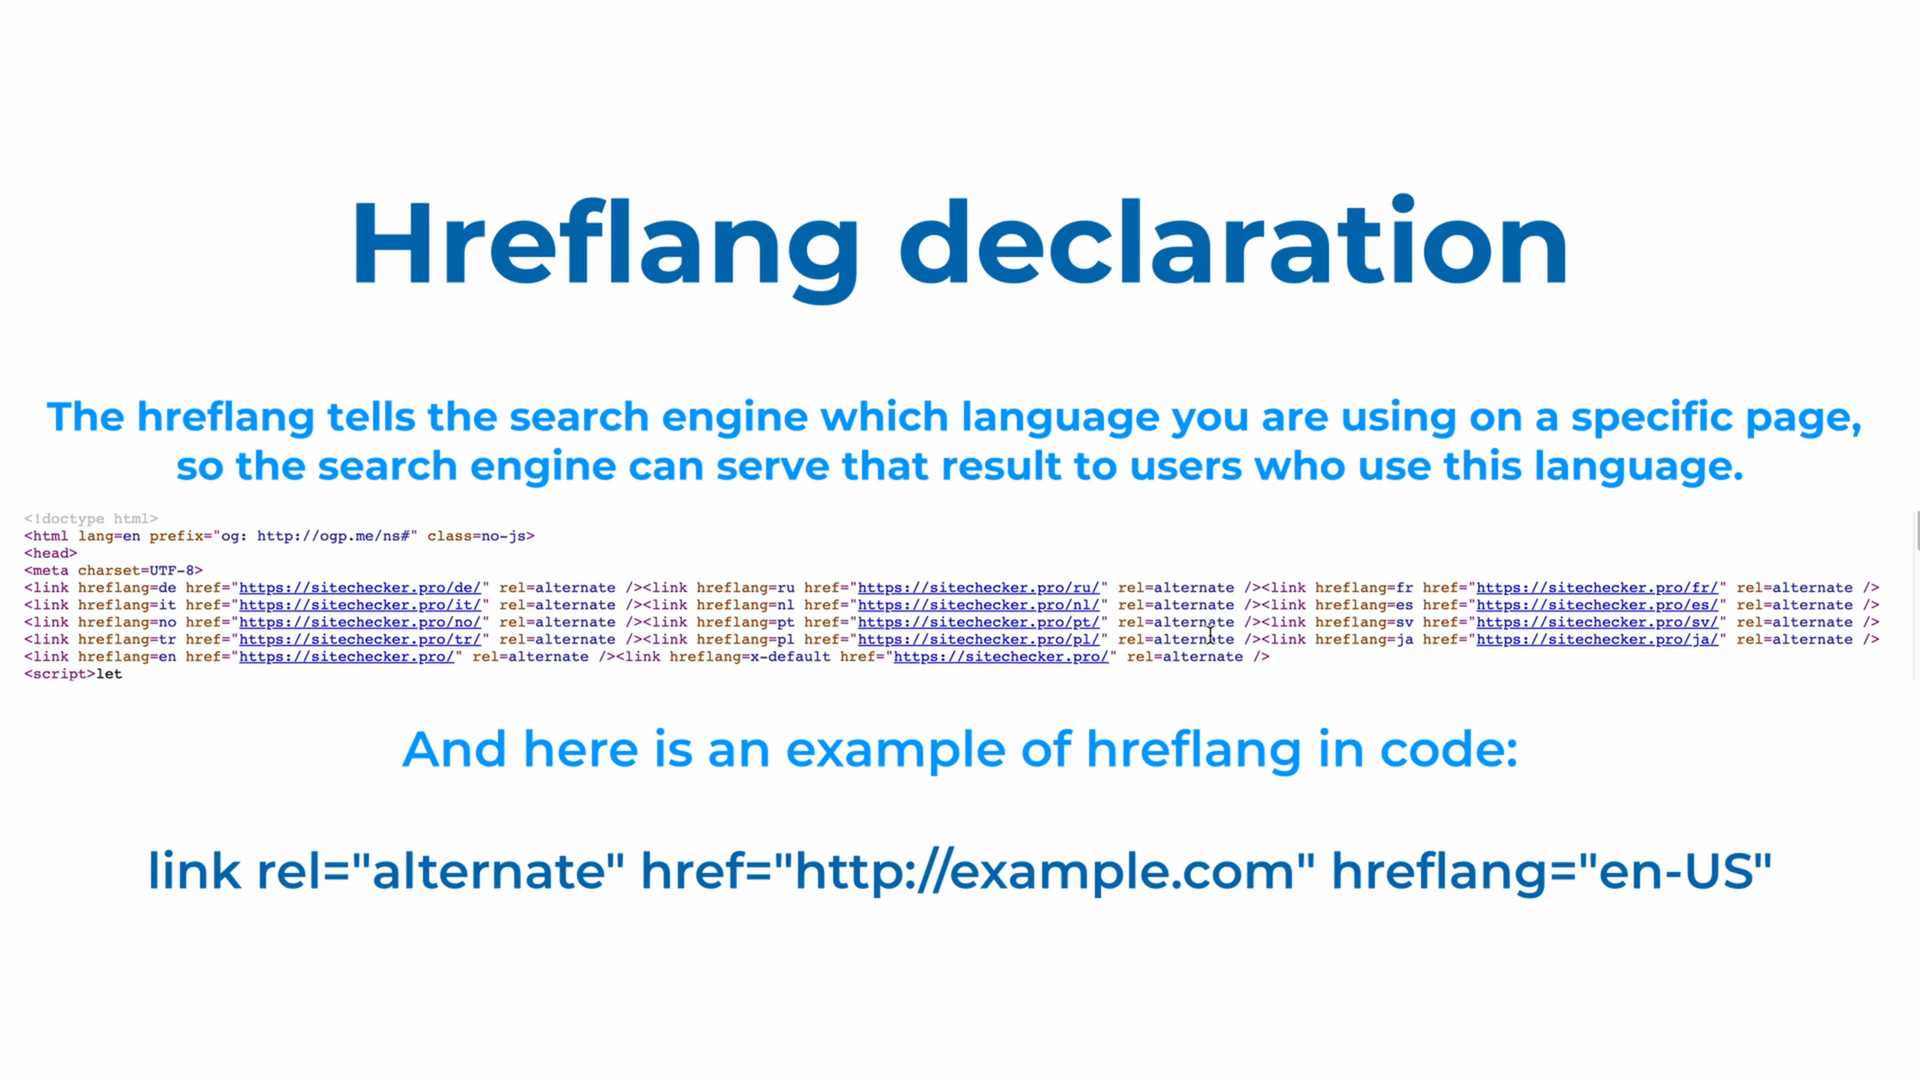 Hreflang declaration
The hreflang tells the search engine which language you are using on a specific page,
so the search engine can serve that result to users who use this language.
<!doctype html>
<html lang=en prefix="og: http://ogp.me/ns#" class=no-js>
<head>
<meta charset=UTF-8>
<link hreflang=de href="https://sitechecker.pro/de/" rel=alternate /><link hreflang=ru href="https://sitechecker.pro/ru/" rel=alternate /><link hreflang=fr href="https://sitechecker.pro/fr/" rel=alternate />
<link hreflang=it href="https://sitechecker.pro/it/" rel=alternate /><link hreflang=nl href="https://sitechecker.pro/nl/" rel=alternate /><link hreflang=es href="https://sitechecker.pro/es/" rel=alternate />
<link hreflang=no href="https://sitechecker.pro/no/" rel=alternate /><link hreflang=pt href="https://sitechecker.pro/pt/" rel=alternate /><link hreflang=sv href="https://sitechecker.pro/sv/" rel=alternate />
<link hreflang=tr href="https://sitechecker.pro/tr/" rel=alternate /><link hreflang=pl href="https://sitechecker.pro/pl/" rel=alternate /><link hreflang=ja href="https://sitechecker.pro/ja/" rel=alternate />
<link hreflang=en href="https://sitechecker.pro/" rel=alternate /><link hreflang=x-default href="https://sitechecker.pro/" rel=alternate />
<script>let
And here is an example of hreflang in code:
link rel="alternate" href="http://example.com" hreflang="en-US"